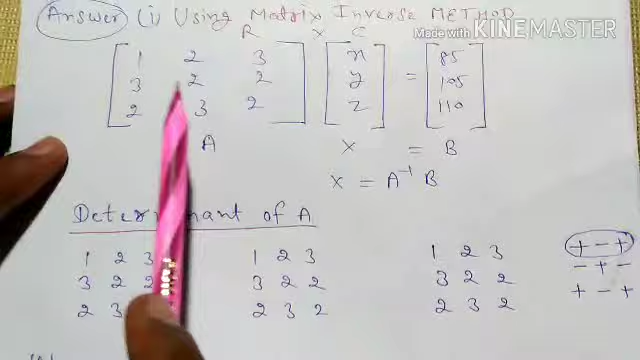 Answer (i) Using Matrix Inverse METHOD
Made with KINEMASTER
R x C
1 2 3 x 85
3 2 2 y = 105
2 3 2 z 110
A X = B
X = A⁻¹ B
of A
1 2 3 1 2 3 1 2 3 + - +
3 2 2 3 2 2 3 2 2 - + -
2 3 2 3 2 2 3 2 + - +